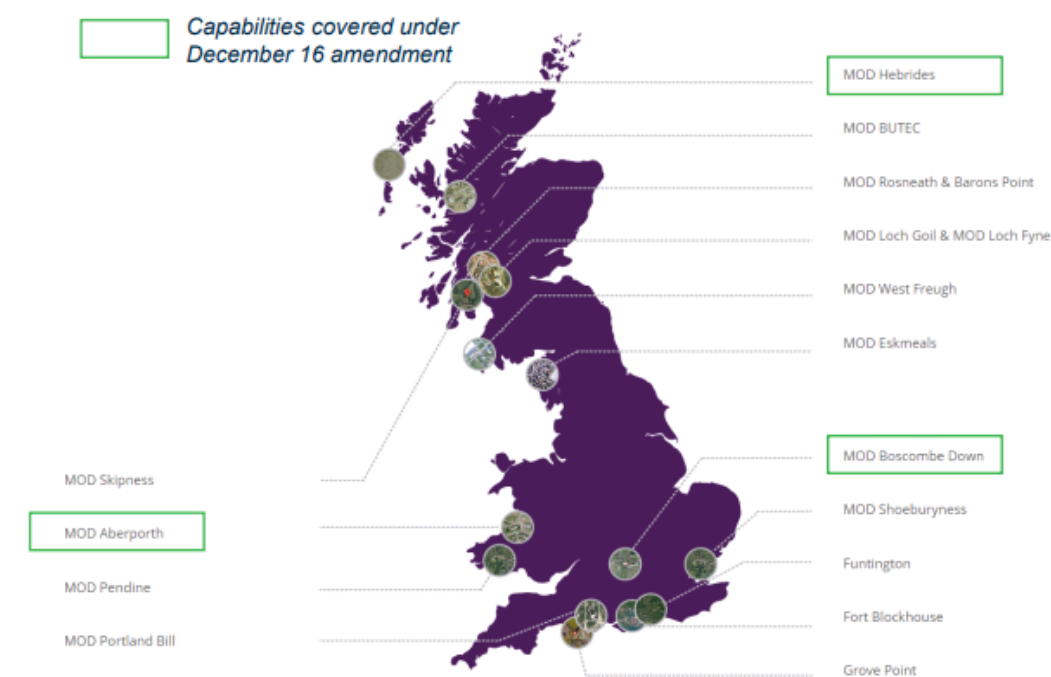 Capabilities covered under
December 16 amendment
MOD Hebrides
MOD BUTEC
MOD Rosneath & Barons Point
MOD Loch Goil & MOD Loch Fyne
MOD West Freugh
MOD Eskmeals
MOD Boscombe Down
MOD Shoeburyness
Funtington
Fort Blockhouse
Grove Point
MOD Skipness
MOD Aberporth
MOD Pendine
MOD Portland Bill